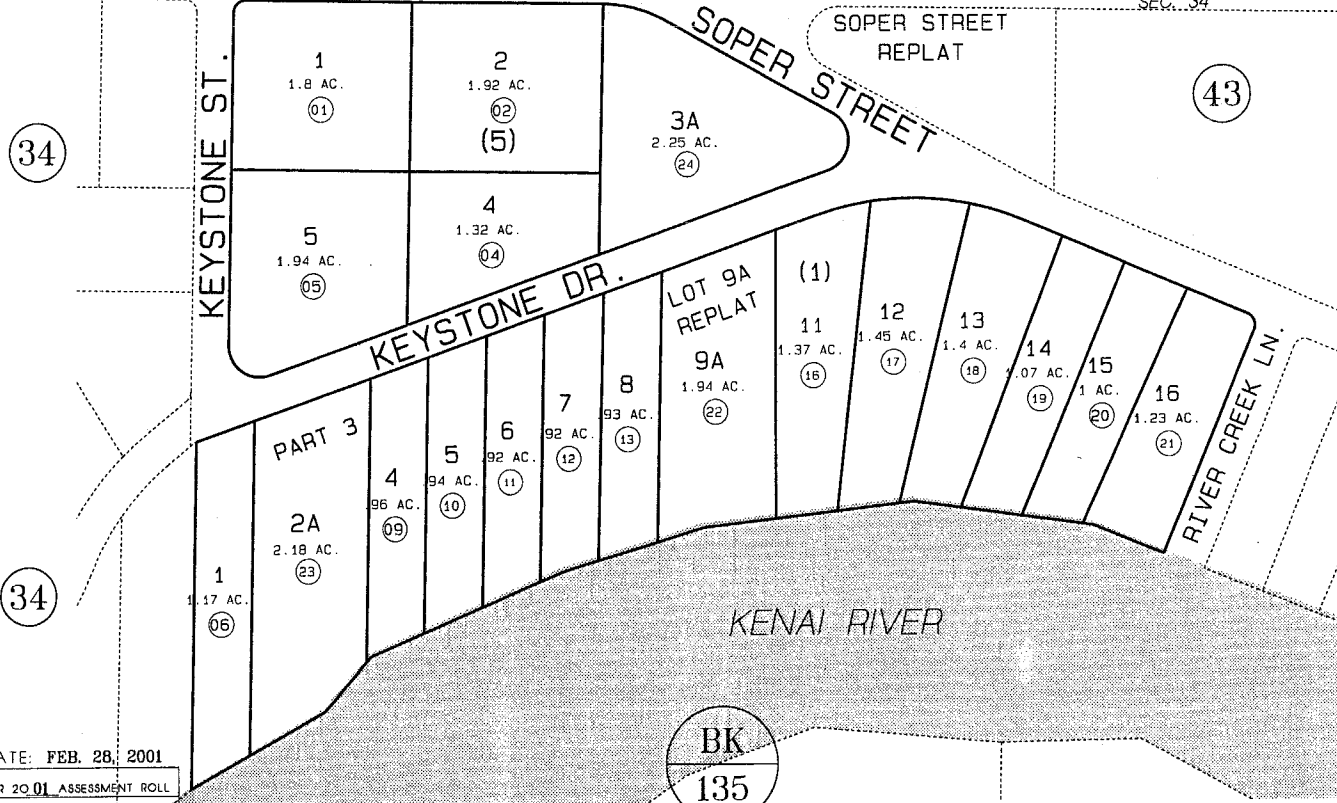 SEC. 34
SOPER STREET
REPLAT
43
34
KEYSTONE ST.
SOPER STREET
1
1.8 AC.
01
2
1.92 AC.
02
(5)
3A
2.25 AC.
24
5
1.94 AC.
05
4
1.32 AC.
04
KEYSTONE DR.
LOT 9A
REPLAT
9A
1.94 AC.
22
(1)
11
1.37 AC.
16
12
1.45 AC.
17
13
1.4 AC.
18
14
1.07 AC.
19
15
1 AC.
20
16
1.23 AC.
21
RIVER CREEK LN.
PART 3
1
1.17 AC.
06
2A
2.18 AC.
23
4
.96 AC.
09
5
.94 AC.
10
6
.92 AC.
11
7
.92 AC.
12
8
.93 AC.
13
34
KENAI RIVER
BK
135
ATE: FEB. 28, 2001
R 2001 ASSESSMENT ROLL